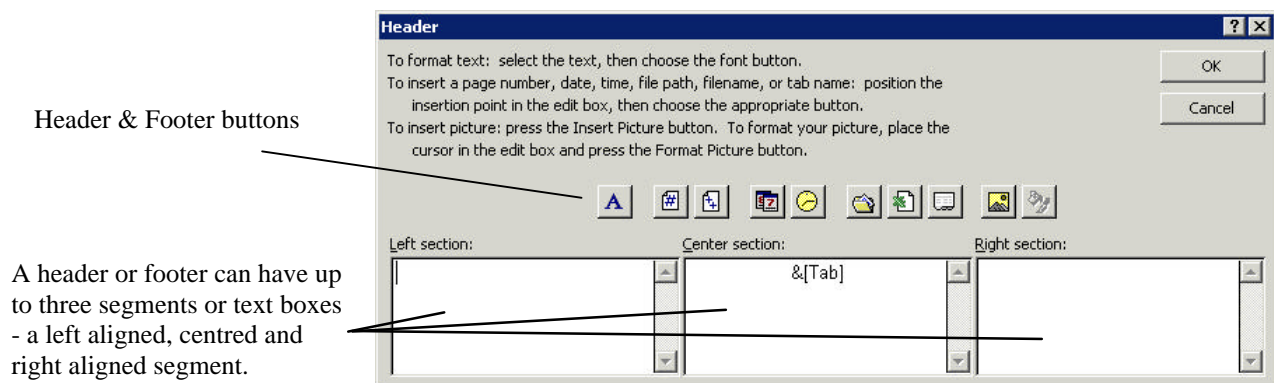 Header
To format text: select the text, then choose the font button.
To insert a page number, date, time, file path, filename, or tab name: position the
insertion point in the edit box, then choose the appropriate button.
To insert picture: press the Insert Picture button. To format your picture, place the
cursor in the edit box and press the Format Picture button.
OK
Cancel
Header & Footer buttons
A
Left section:
Center section:
Right section:
&[Tab]
A header or footer can have up
to three segments or text boxes
- a left aligned, centred and
right aligned segment.